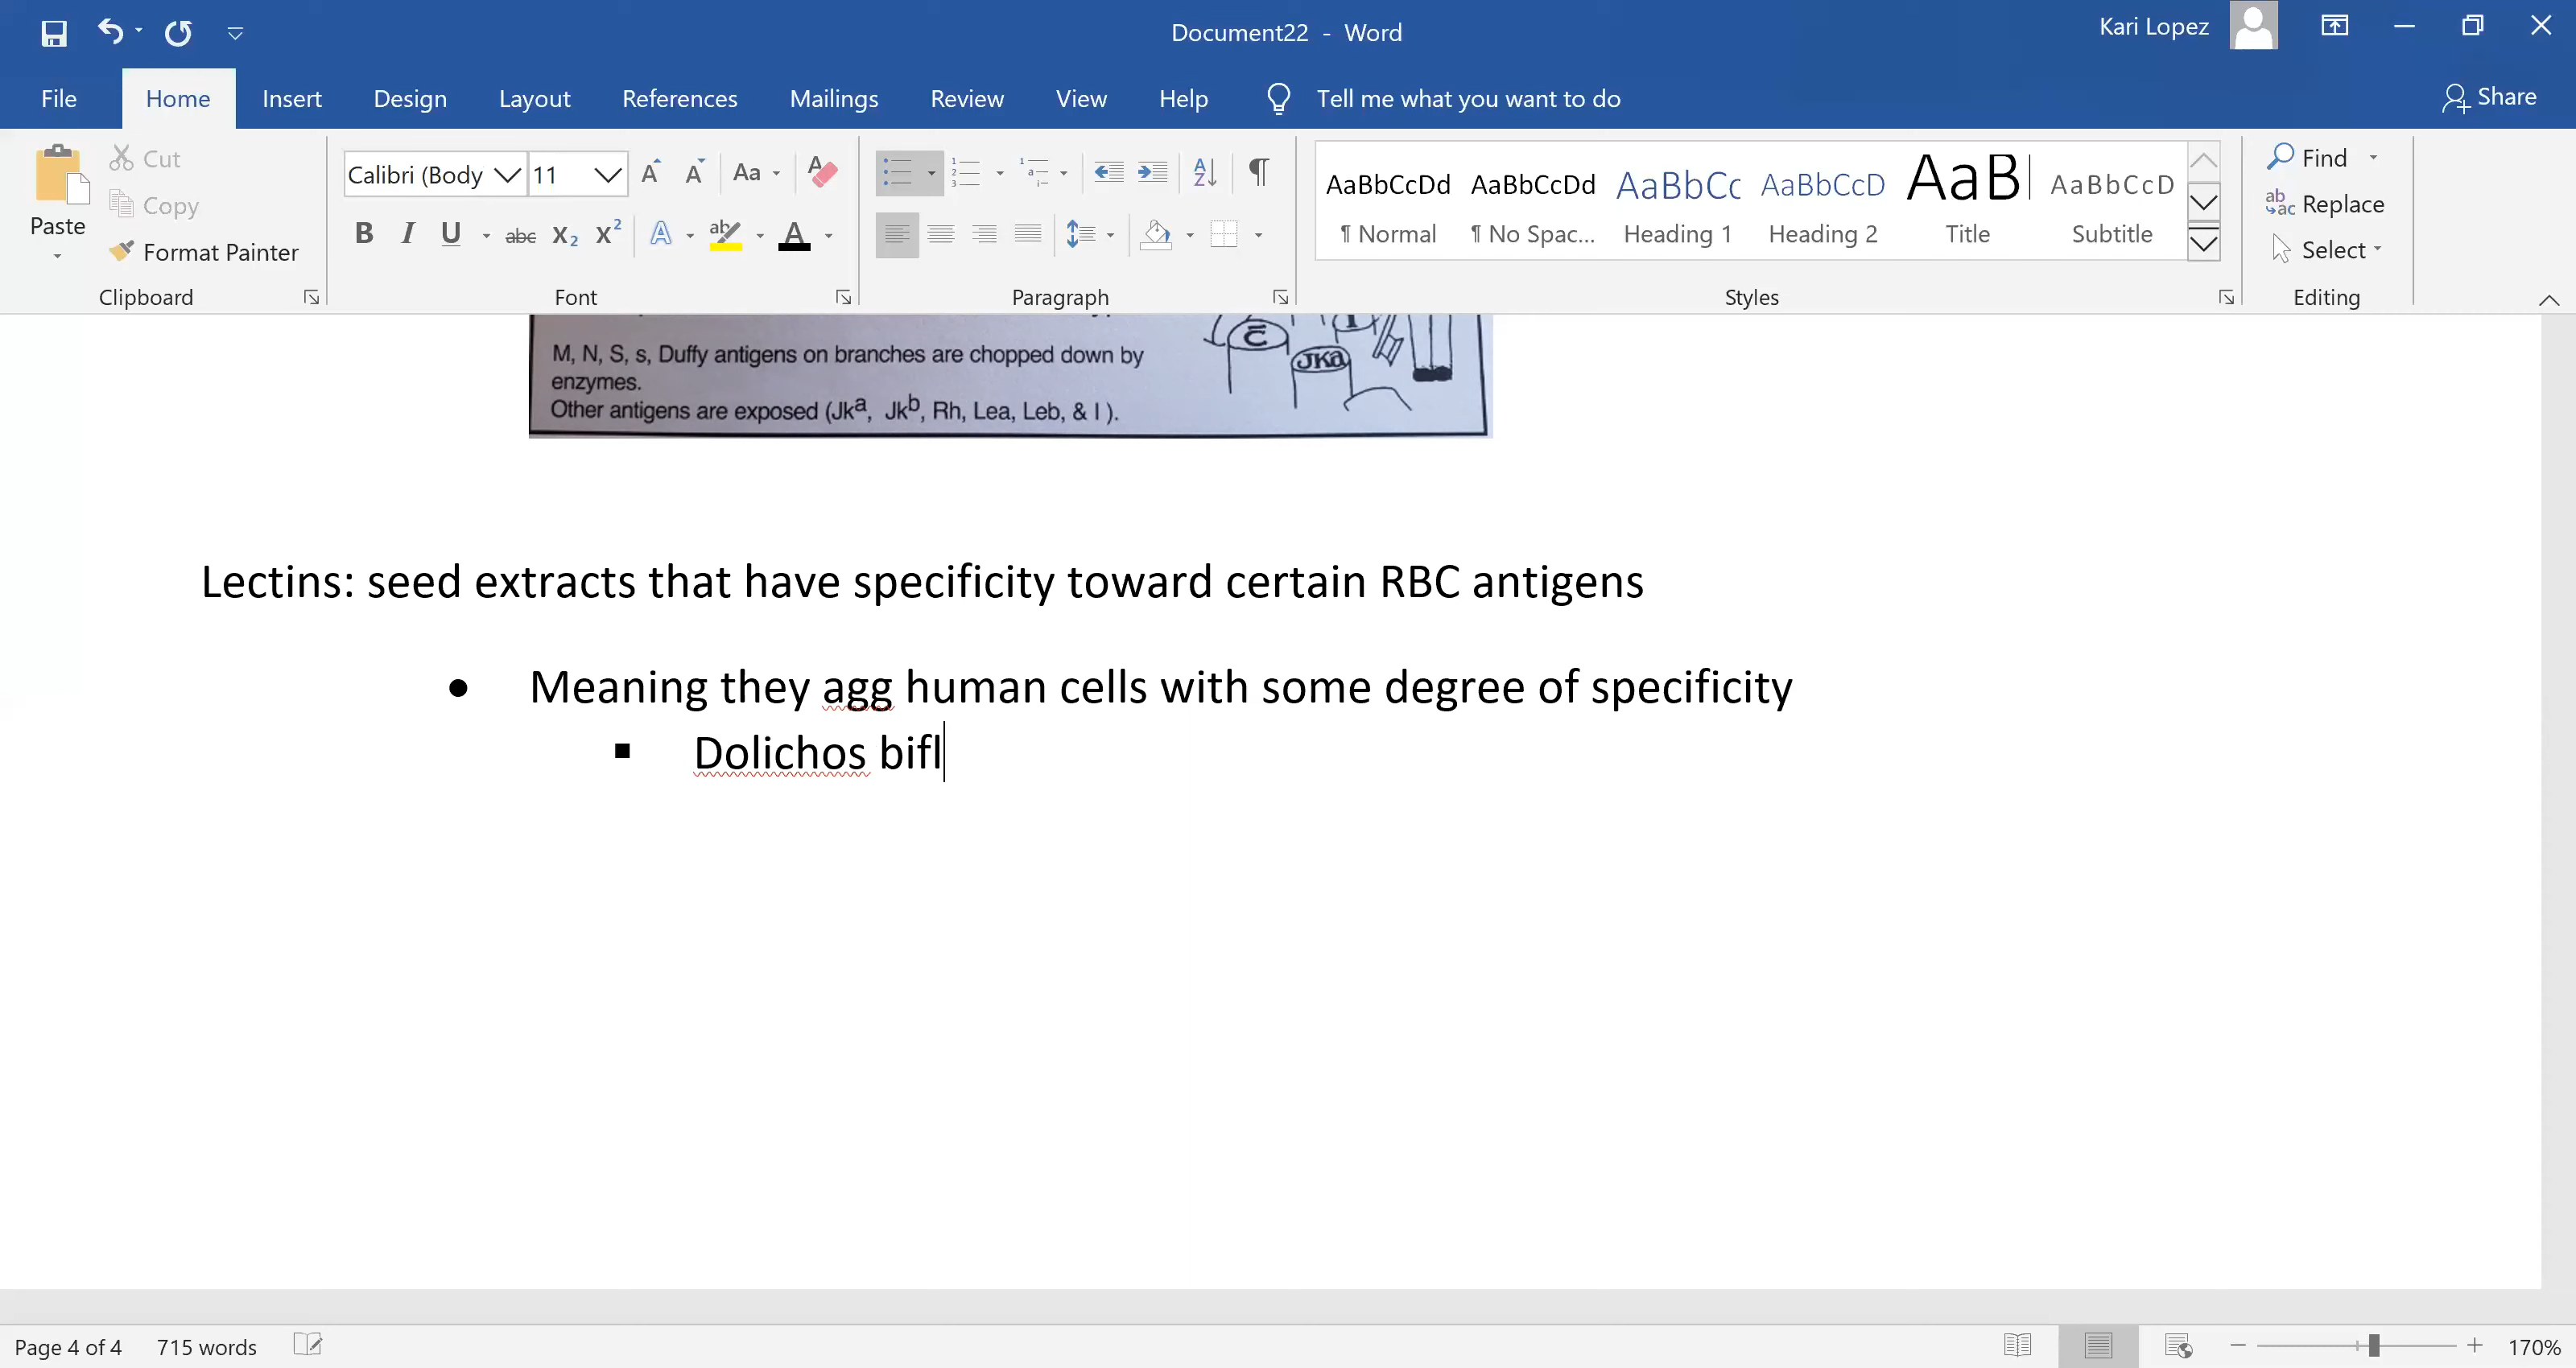 Document22 - Word
Kari Lopez
File Home Insert Design Layout References Mailings Review View Help Tell me what you want to do Share
Paste
Cut
Copy
Format Painter
Clipboard
Calibri (Body 11
Font
Paragraph
AaBbCcDd AaBbCcDd AaBbCc AaBbCcD AaB AaBbCcD
¶ Normal ¶ No Spac... Heading 1 Heading 2 Title Subtitle
Styles
Find
Replace
Select
Editing
M, N, S, s, Duffy antigens on branches are chopped down by
enzymes.
Other antigens are exposed (Jka, Jkb, Rh, Lea, Leb, & I ).
C
JKa
Lectins: seed extracts that have specificity toward certain RBC antigens
• Meaning they agg human cells with some degree of specificity
▪ Dolichos bifl
Page 4 of 4 715 words 170%